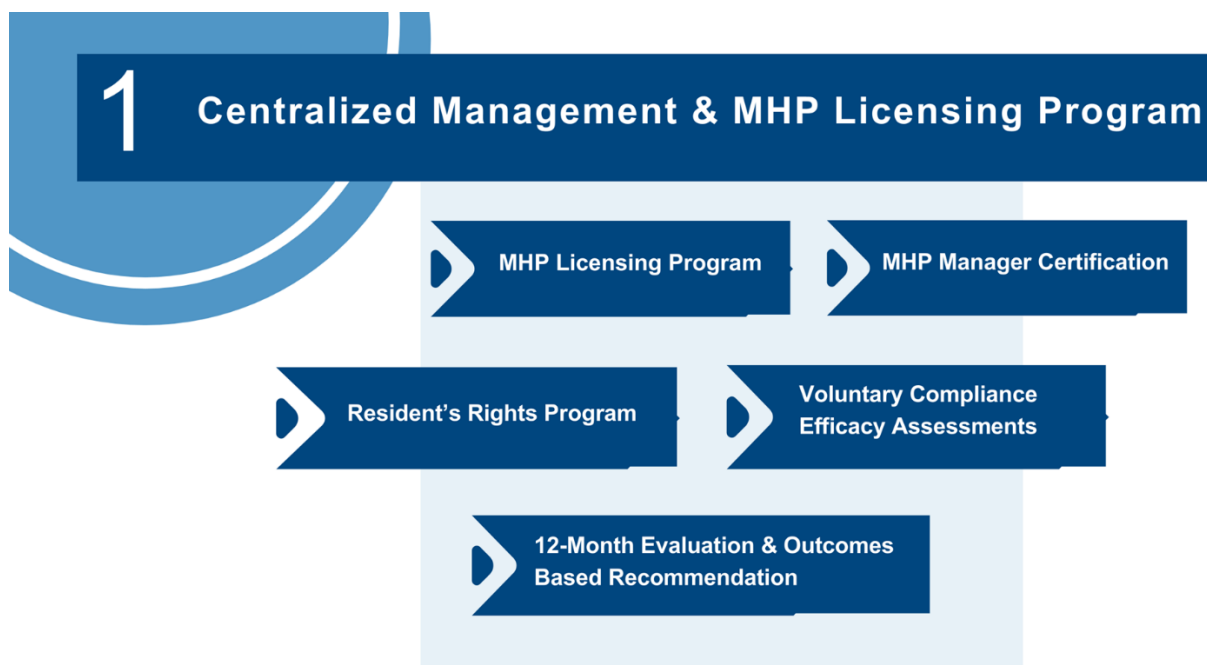 1
Centralized Management & MHP Licensing Program
MHP Licensing Program
MHP Manager Certification
Resident’s Rights Program
Voluntary Compliance
Efficacy Assessments
12-Month Evaluation & Outcomes
Based Recommendation